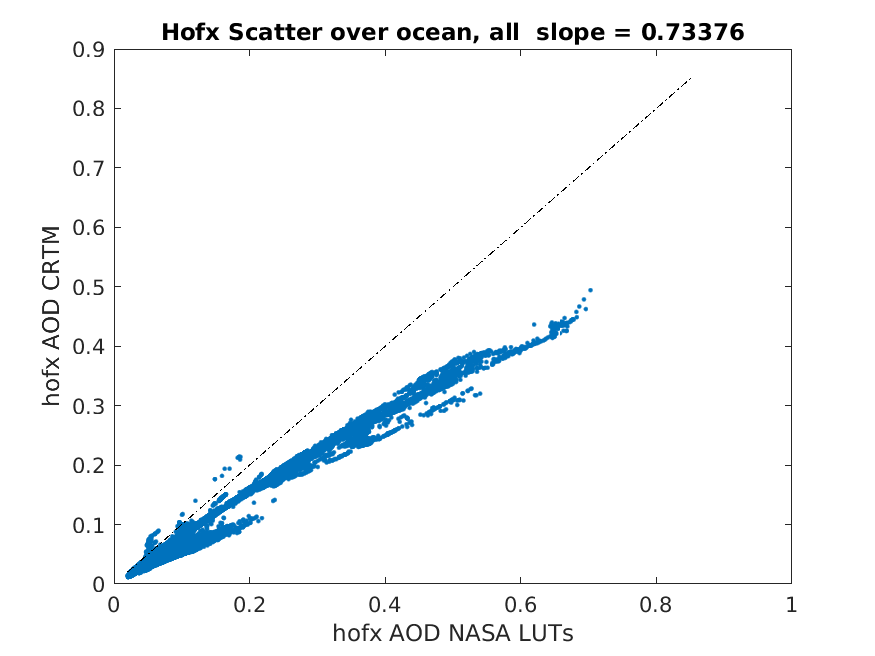 Hofx Scatter over ocean, all  slope = 0.73376
0.9
0.8
0.7
0.6
0.5
0.4
0.3
0.2
0.1
0
hofx AOD CRTM
0 0.2 0.4 0.6 0.8 1
hofx AOD NASA LUTs